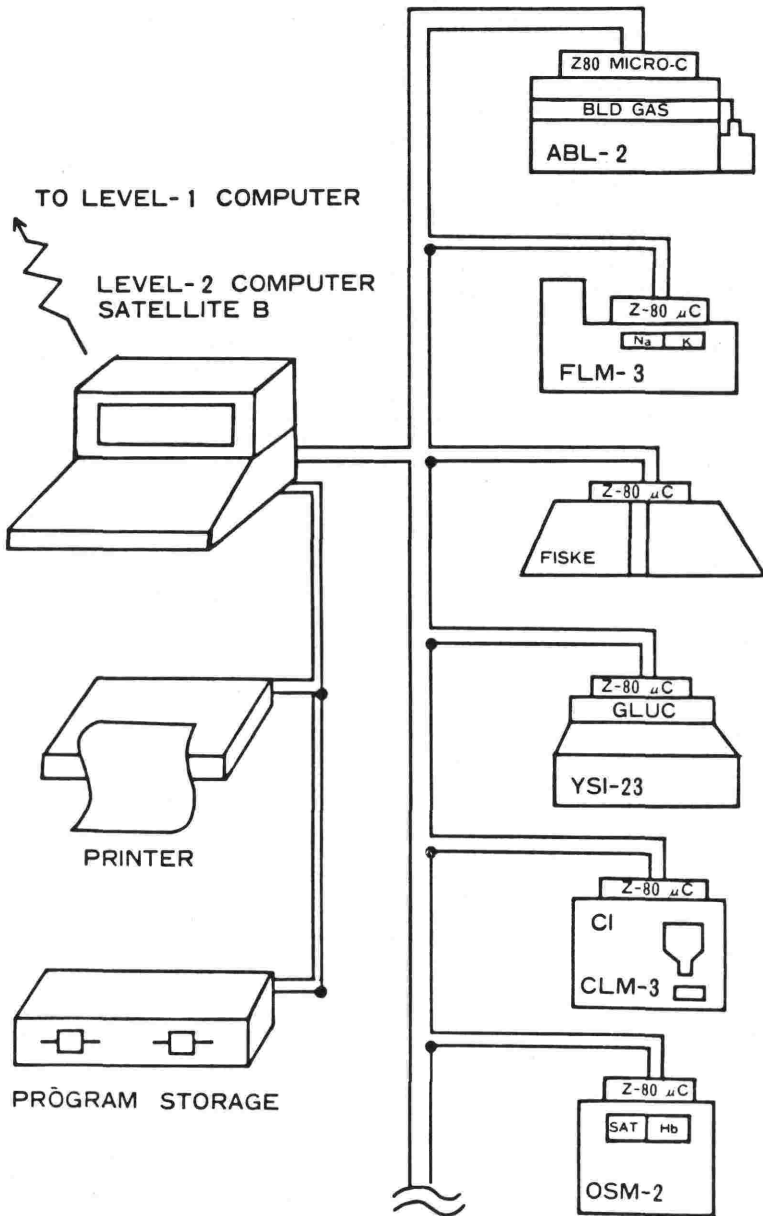 TO LEVEL-1 COMPUTER
LEVEL-2 COMPUTER
SATELLITE B
PRINTER
PROGRAM STORAGE
Z80 MICRO-C
BLD GAS
ABL-2
Z-80 μC
Na K
FLM-3
Z-80 μC
FISKE
Z-80 μC
GLUC
YSI-23
Z-80 μC
Cl
CLM-3
Z-80 μC
SAT Hb
OSM-2